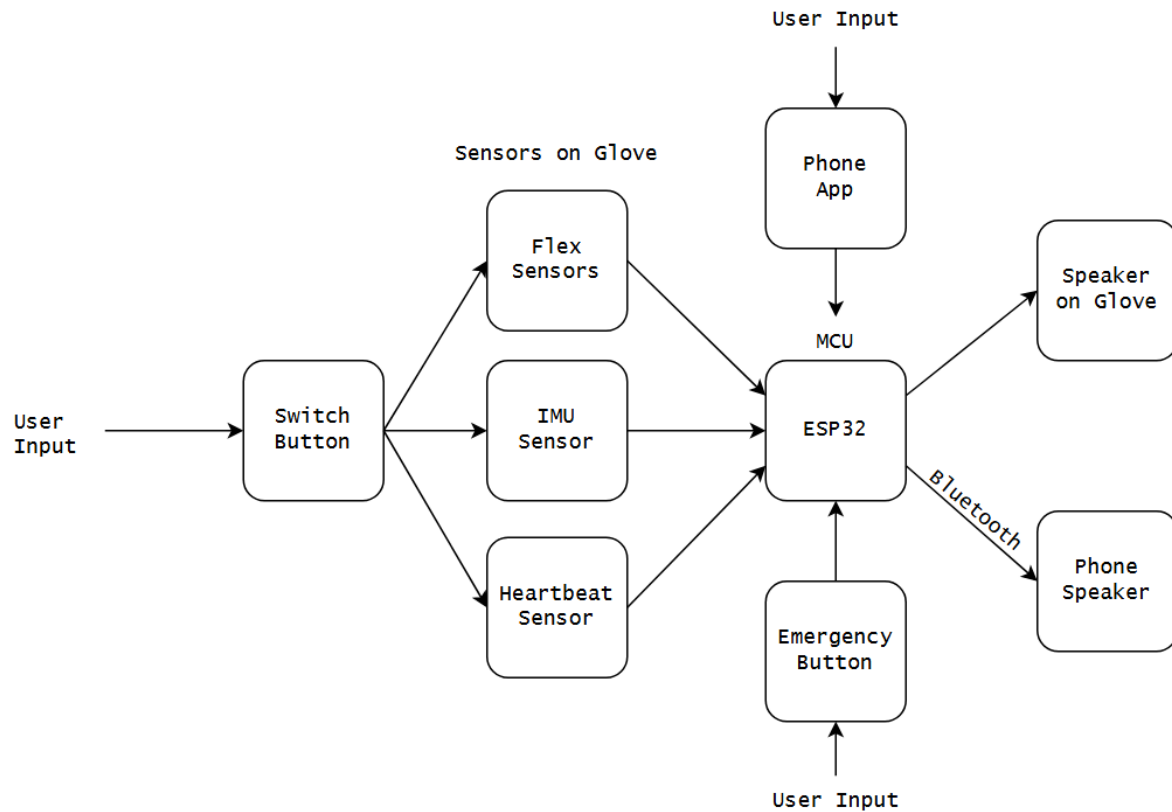 User Input
Sensors on Glove
Phone
App
Flex
Sensors
Speaker
on Glove
MCU
User
Input
Switch
Button
IMU
Sensor
ESP32
Bluetooth
Heartbeat
Sensor
Phone
Speaker
Emergency
Button
User Input